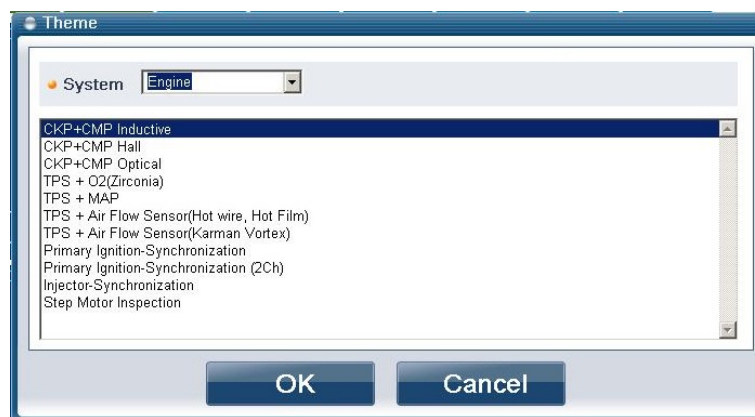 Theme
System Engine
CKP+CMP Inductive
CKP+CMP Hall
CKP+CMP Optical
TPS + O2(Zirconia)
TPS + MAP
TPS + Air Flow Sensor(Hot wire, Hot Film)
TPS + Air Flow Sensor(Karman Vortex)
Primary Ignition-Synchronization
Primary Ignition-Synchronization (2Ch)
Injector-Synchronization
Step Motor Inspection
OK Cancel